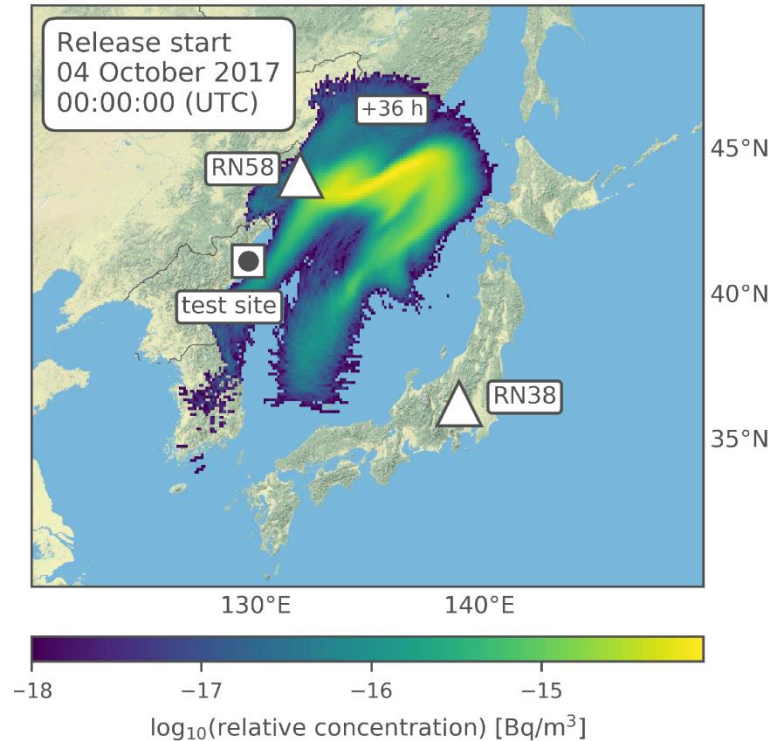 Release start
04 October 2017
00:00:00 (UTC)
+36 h
RN58
test site
RN38
45°N
40°N
35°N
130°E 140°E
−18 −17 −16 −15
log₁₀(relative concentration) [Bq/m³]